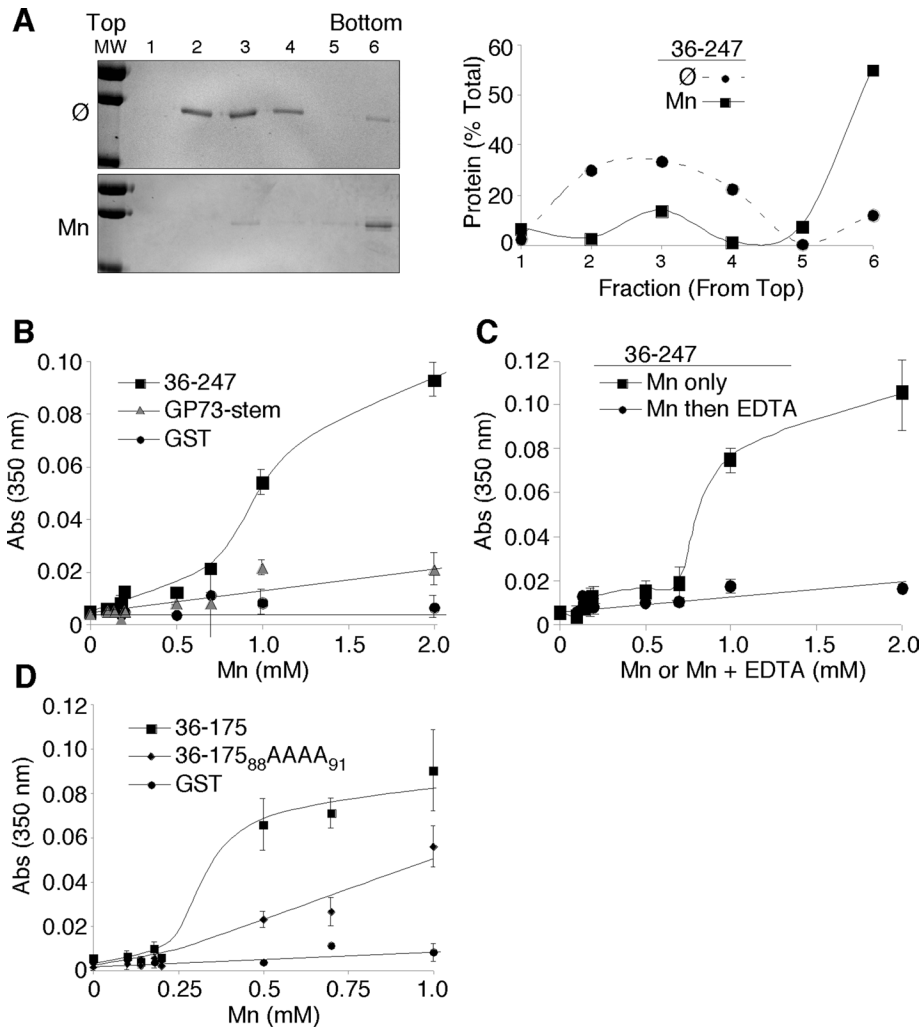 A
Top
Bottom
MW 1 2 3 4 5 6
Ø
Mn
36-247
Ø
Mn
Protein (% Total)
60
50
40
30
20
10
0
1 2 3 4 5 6
Fraction (From Top)
B
0.10
0.08
0.06
0.04
0.02
0
36-247
GP73-stem
GST
Abs (350 nm)
0 0.5 1.0 2.0
Mn (mM)
C
0.12
0.10
0.08
0.06
0.04
0.02
0
36-247
Mn only
Mn then EDTA
Abs (350 nm)
0 0.5 1.0 2.0
Mn or Mn + EDTA (mM)
D
0.12
0.10
0.08
0.06
0.04
0.02
0
36-175
36-175₈₈AAAA₉₁
GST
Abs (350 nm)
0 0.25 0.5 0.75 1.0
Mn (mM)